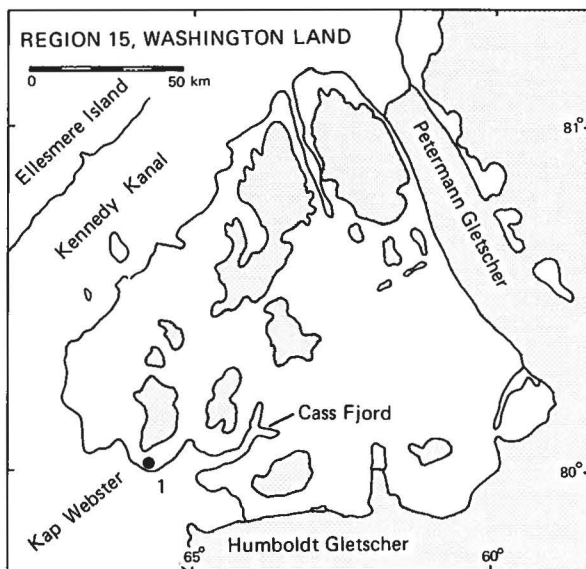 REGION 15, WASHINGTON LAND
0 50 km
Ellesmere Island
Kennedy Kanal
Petermann Gletscher
81°
Cass Fjord
80°
Kap Webster
1
65°
60°
Humboldt Gletscher